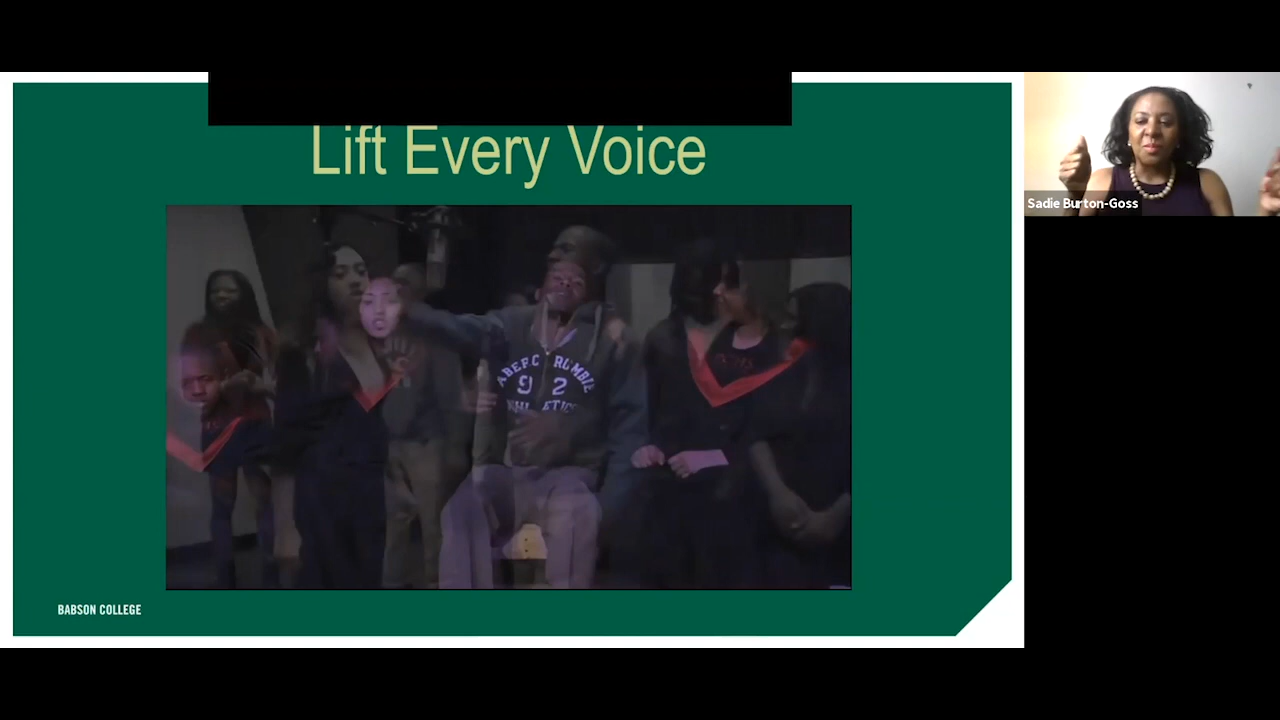 Lift Every Voice
Sadie Burton-Goss
ABERCROMBIE
92
BABSON COLLEGE